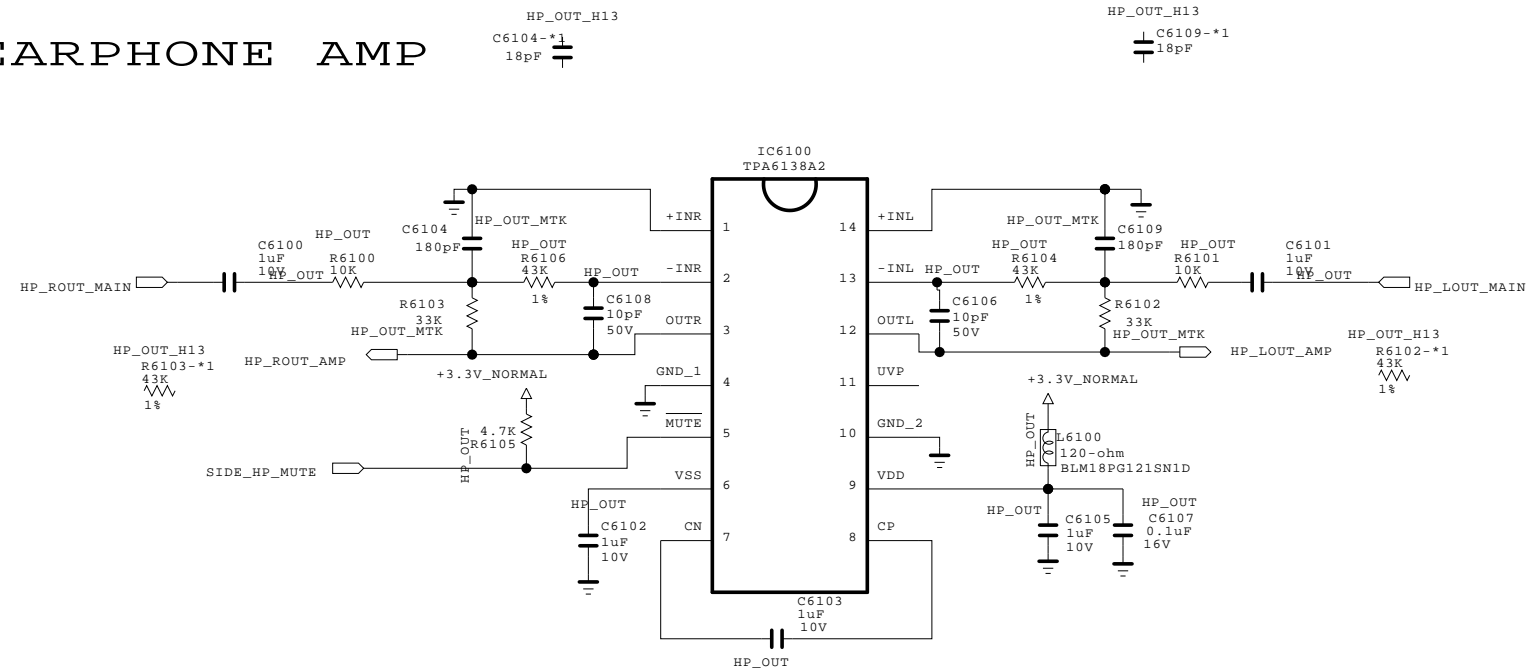 HP_OUT_H13
HP_OUT_H13
C6104-*1
18pF
C6109-*1
18pF
EARPHONE AMP
IC6100
TPA6138A2
+INR
1
14
+INL
HP_OUT_MTK
C6104
180pF
HP_OUT_MTK
C6109
180pF
HP_OUT
C6100
1uF
10V
HP_OUT
R6100
10K
HP_OUT
R6106
43K
1%
HP_OUT
-INR
2
13
-INL
HP_OUT
HP_OUT
R6104
43K
1%
HP_OUT
R6101
10K
C6101
1uF
10V
HP_OUT
HP_ROUT_MAIN
HP_LOUT_MAIN
R6103
33K
HP_OUT_MTK
C6108
10pF
50V
OUTR
3
12
OUTL
C6106
10pF
50V
R6102
33K
HP_OUT_MTK
HP_OUT_H13
R6103-*1
43K
1%
HP_ROUT_AMP
HP_LOUT_AMP
HP_OUT_H13
R6102-*1
43K
1%
+3.3V_NORMAL
GND_1
4
11
UVP
+3.3V_NORMAL
4.7K
R6105
HP_OUT
MUTE
5
10
GND_2
HP_OUT
L6100
120-ohm
BLM18PG121SN1D
SIDE_HP_MUTE
VSS
6
9
VDD
HP_OUT
C6102
1uF
10V
CN
7
8
CP
HP_OUT
C6105
1uF
10V
HP_OUT
C6107
0.1uF
16V
C6103
1uF
10V
HP_OUT